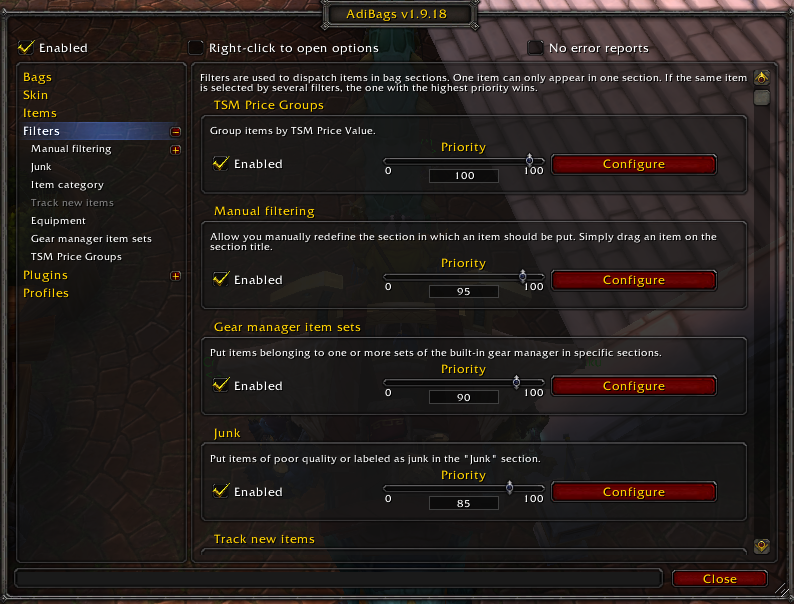 AdiBags v1.9.18
Enabled
Right-click to open options
No error reports
Bags
Skin
Items
Filters
Manual filtering
Junk
Item category
Track new items
Equipment
Gear manager item sets
TSM Price Groups
Plugins
Profiles
Filters are used to dispatch items in bag sections. One item can only appear in one section. If the same item
is selected by several filters, the one with the highest priority wins.
TSM Price Groups
Group items by TSM Price Value.
Enabled
Priority
0
100
100
Configure
Manual filtering
Allow you manually redefine the section in which an item should be put. Simply drag an item on the
section title.
Enabled
Priority
0
95
100
Configure
Gear manager item sets
Put items belonging to one or more sets of the built-in gear manager in specific sections.
Enabled
Priority
0
90
100
Configure
Junk
Put items of poor quality or labeled as junk in the "Junk" section.
Enabled
Priority
0
85
100
Configure
Track new items
Close